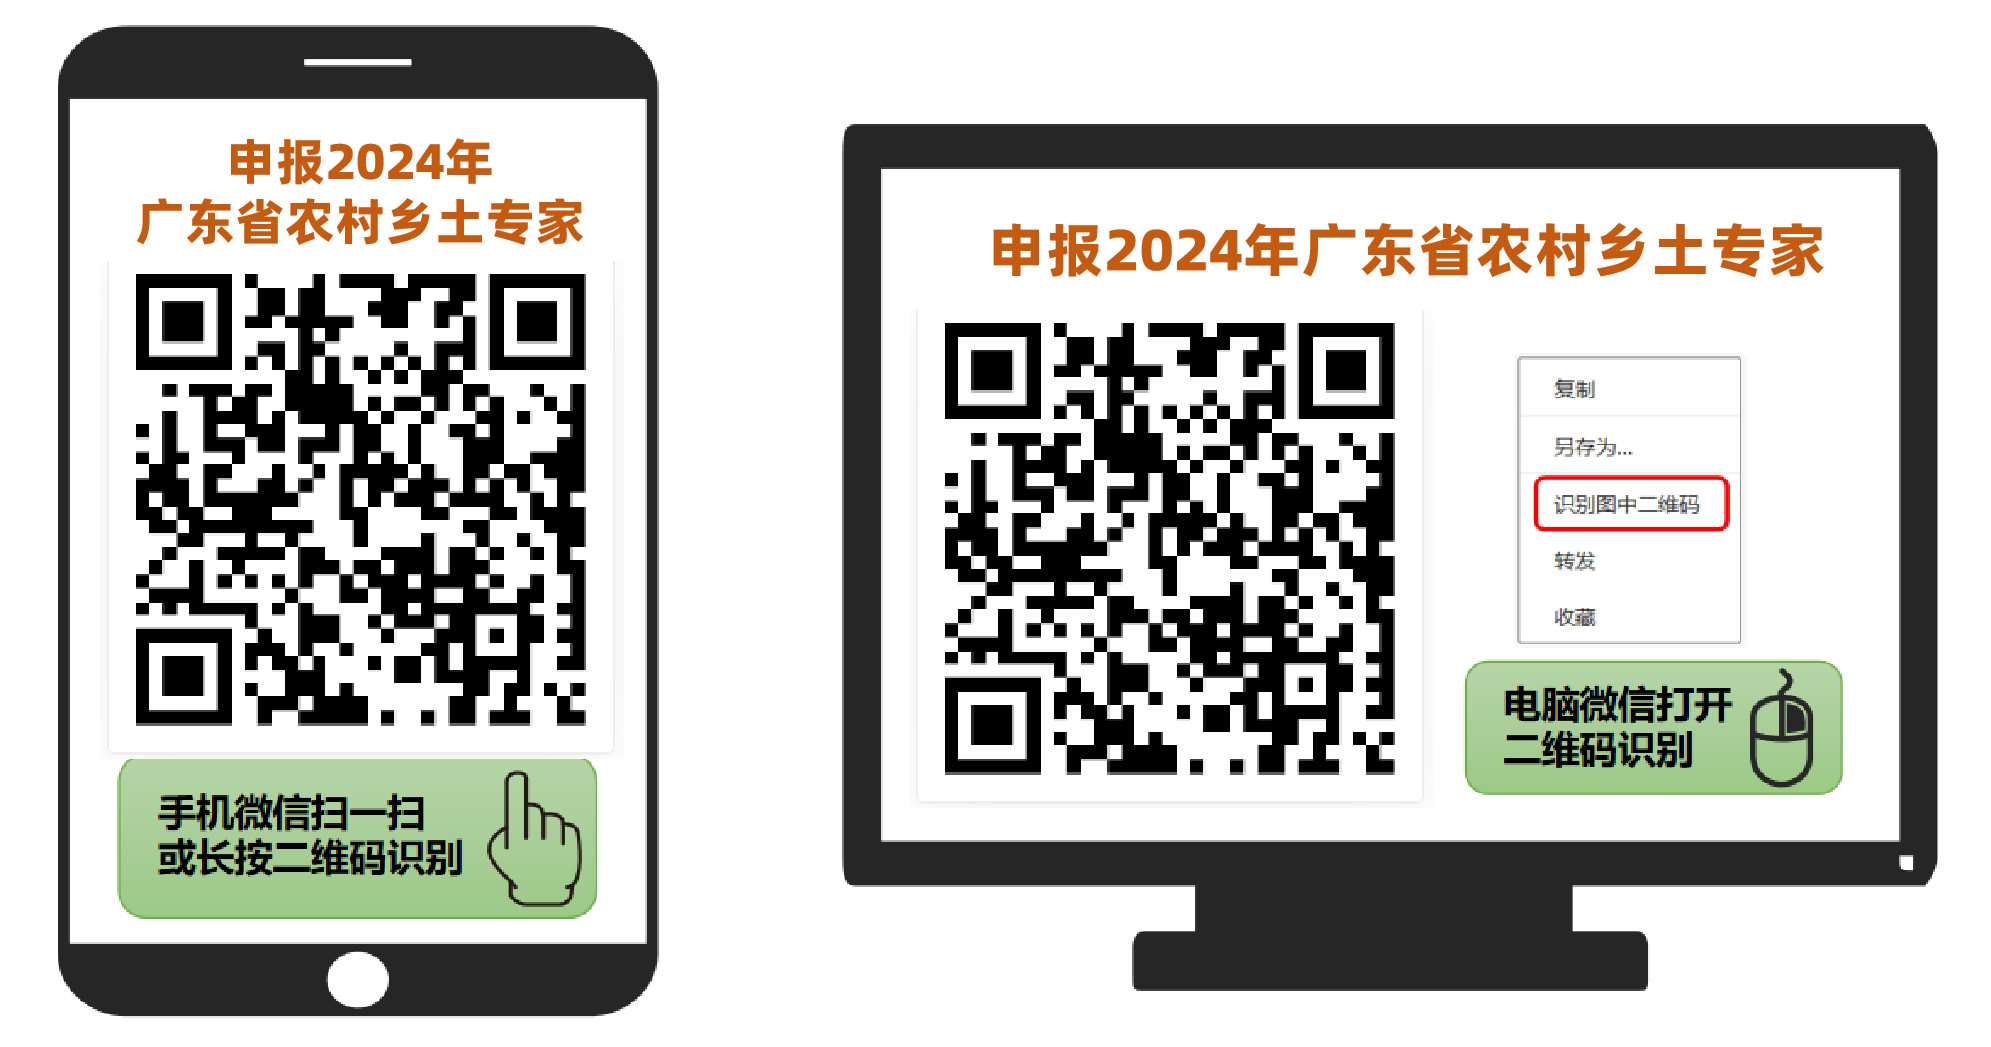 申报2024年
广东省农村乡土专家
手机微信扫一扫
或长按二维码识别
申报2024年广东省农村乡土专家
复制
另存为...
识别图中二维码
转发
收藏
电脑微信打开
二维码识别